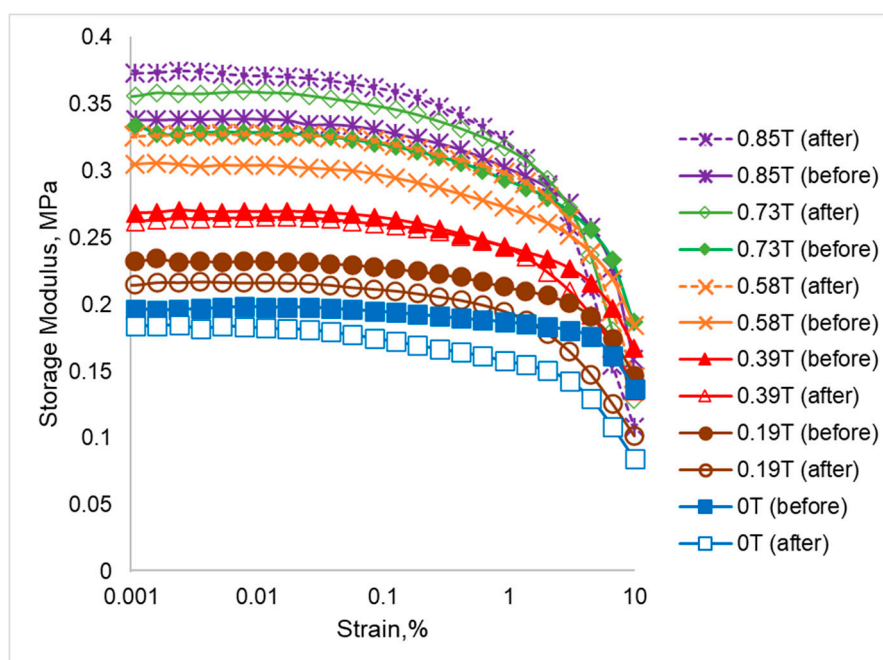 0.4
0.35
0.3
0.25
0.2
0.15
0.1
0.05
0
Storage Modulus, MPa
0.001
0.01
0.1
1
10
Strain,%
0.85T (after)
0.85T (before)
0.73T (after)
0.73T (before)
0.58T (after)
0.58T (before)
0.39T (before)
0.39T (after)
0.19T (before)
0.19T (after)
0T (before)
0T (after)